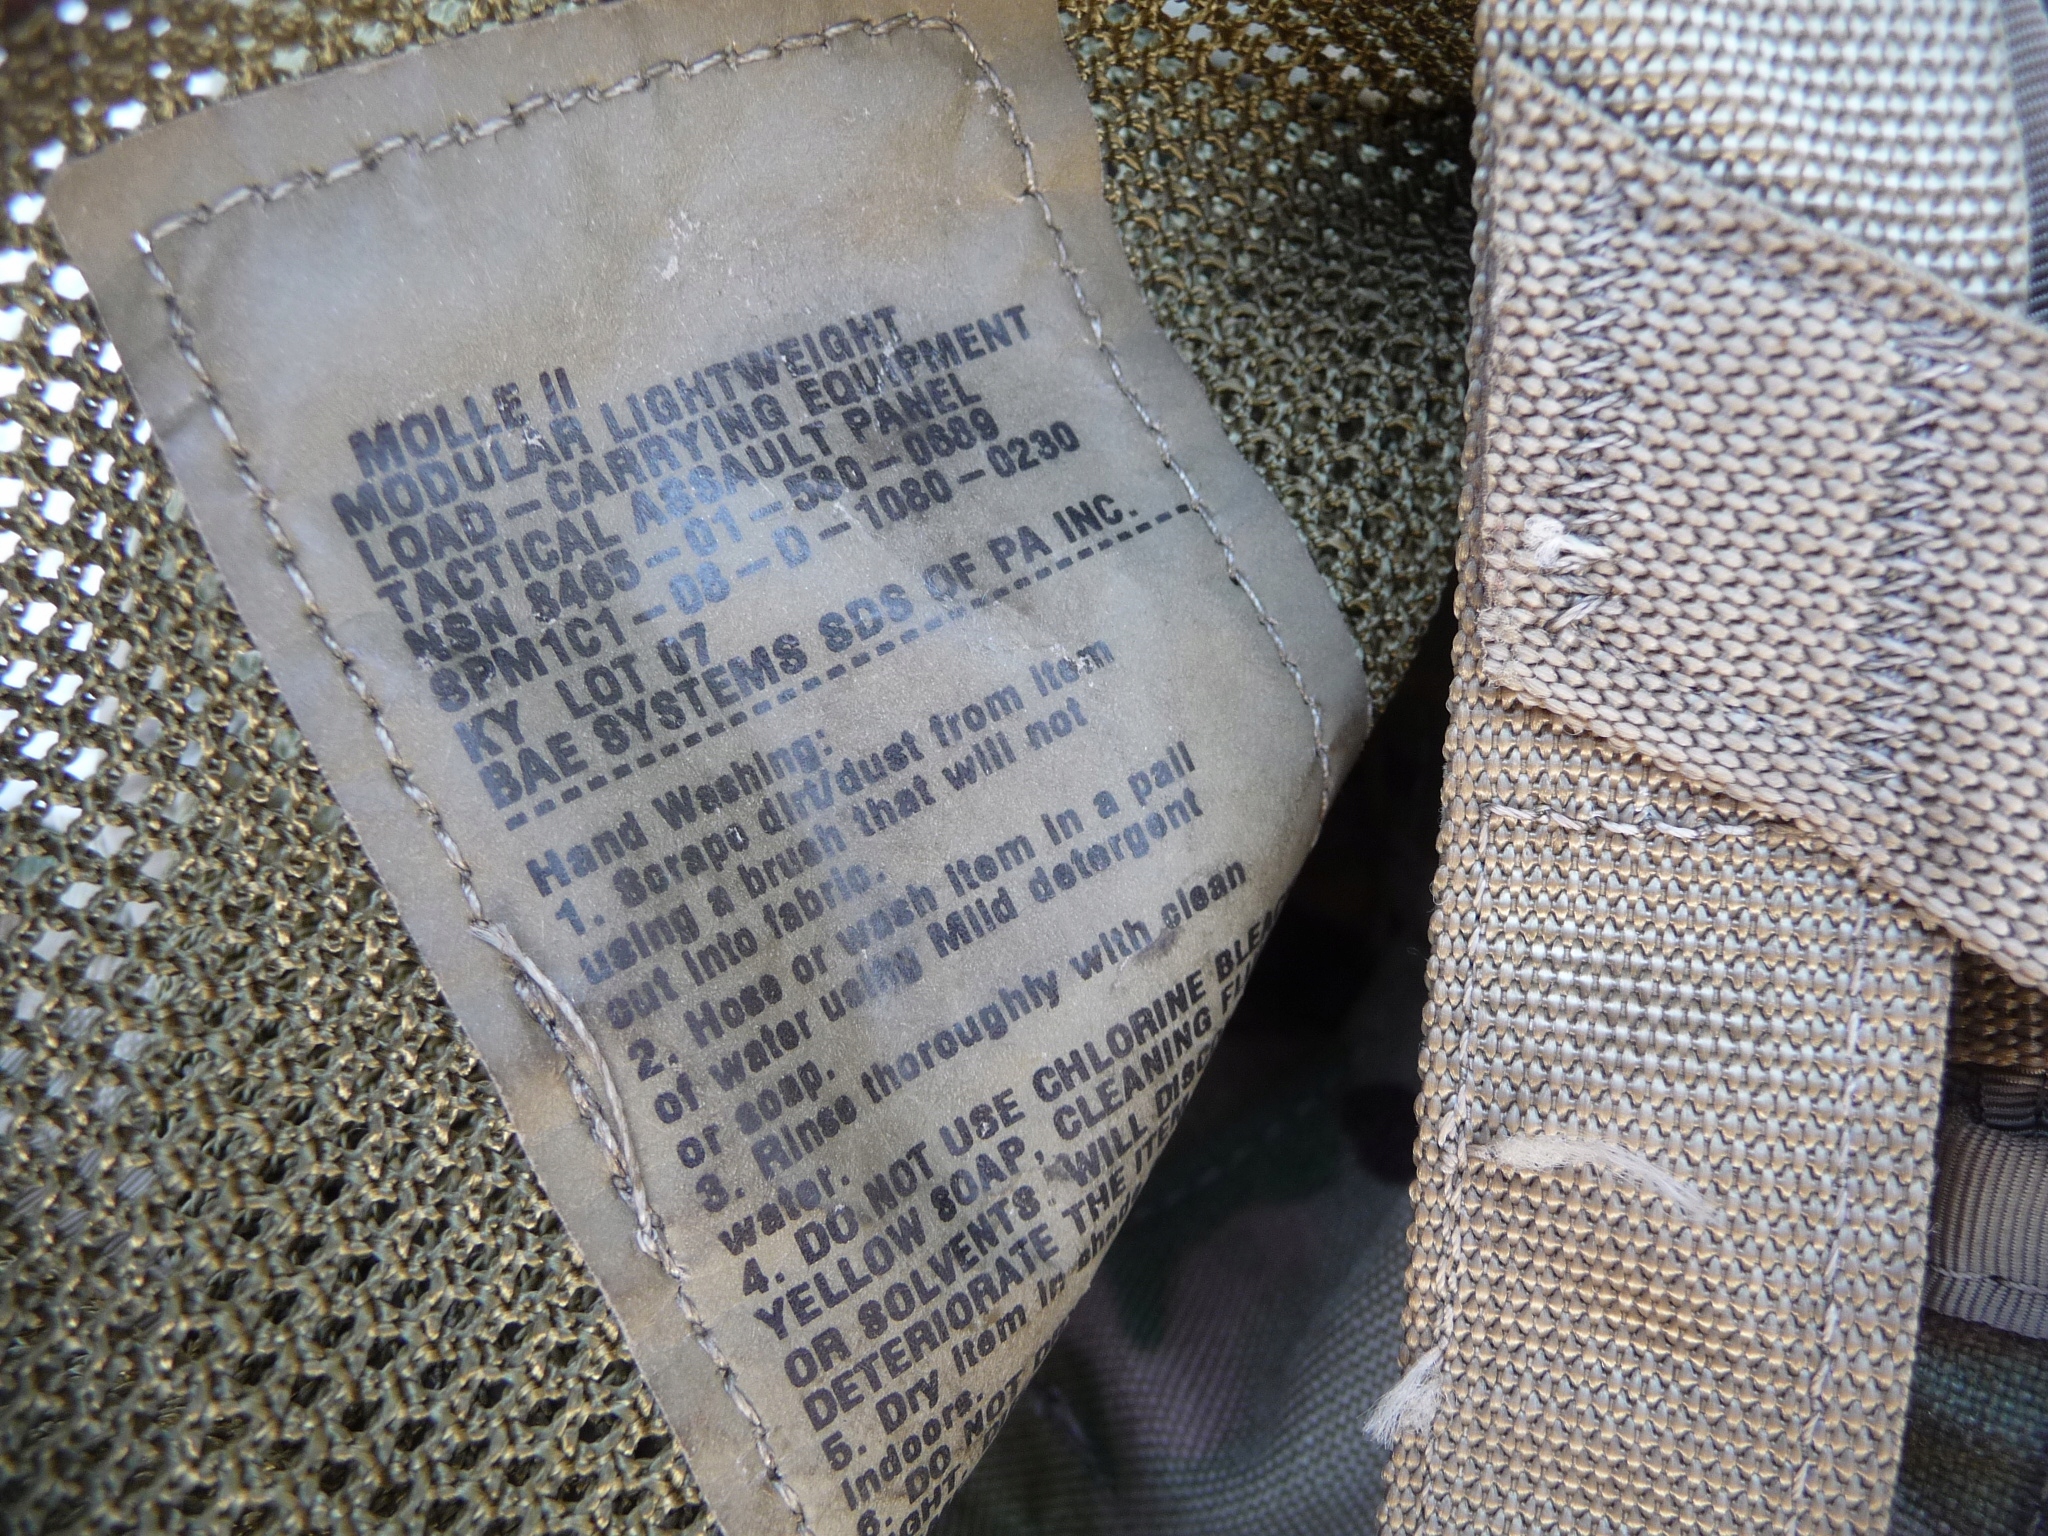 MOLLE II
MODULAR LIGHTWEIGHT
LOAD-CARRYING EQUIPMENT
TACTICAL ASSAULT PANEL
NSN 8465-01-580-0689
SPM1C1-08-D-1080-0230
KY LOT 07
BAE SYSTEMS SDS OF PA INC.
Hand Washing:
1. Scrape dirt/dust from item
using a brush that will not
cut into fabric.
2. Hose or wash item in a pail
of water using Mild detergent
or soap.
3. Rinse thoroughly with clean
water.
4. DO NOT USE CHLORINE
YELLOW SOAP, CLEANING
OR SOLVENTS. WILL
DETERIORATE THE
5. Dry item in
Indoors.
6. DO NOT